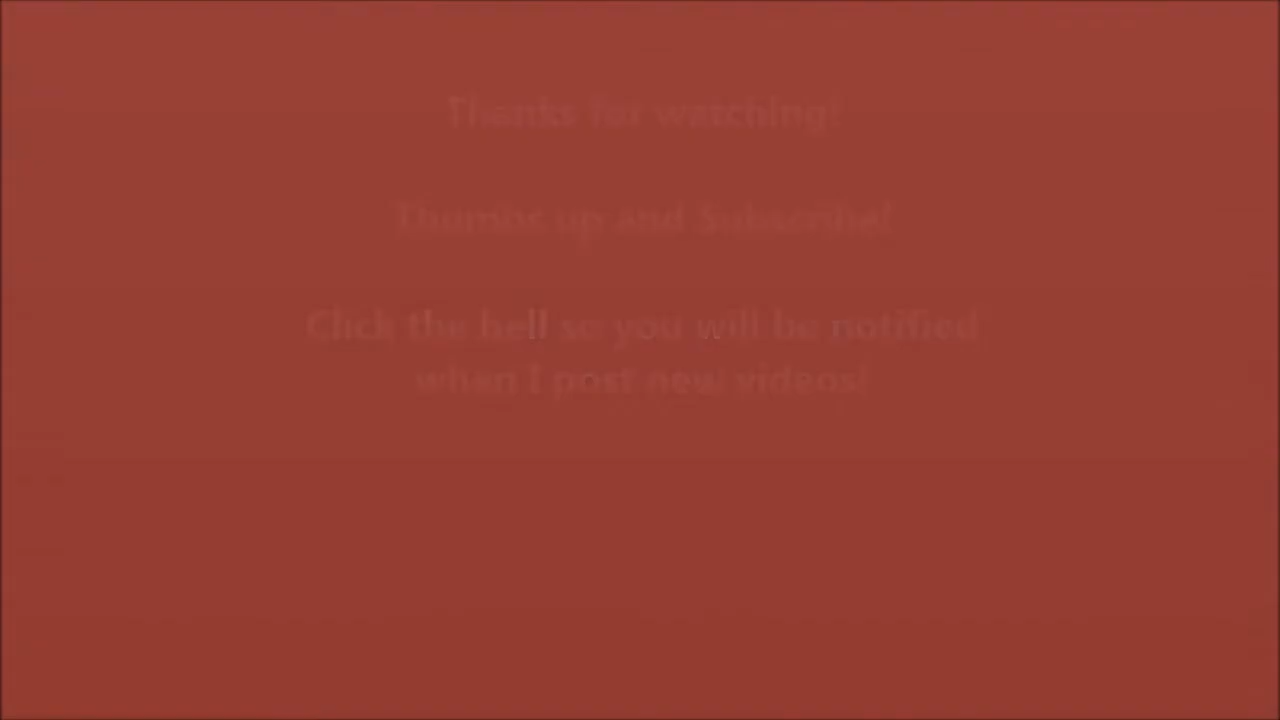 Thanks for watching!
Thumbs up and Subscribe!
Click the bell so you will be notified
when I post new videos!